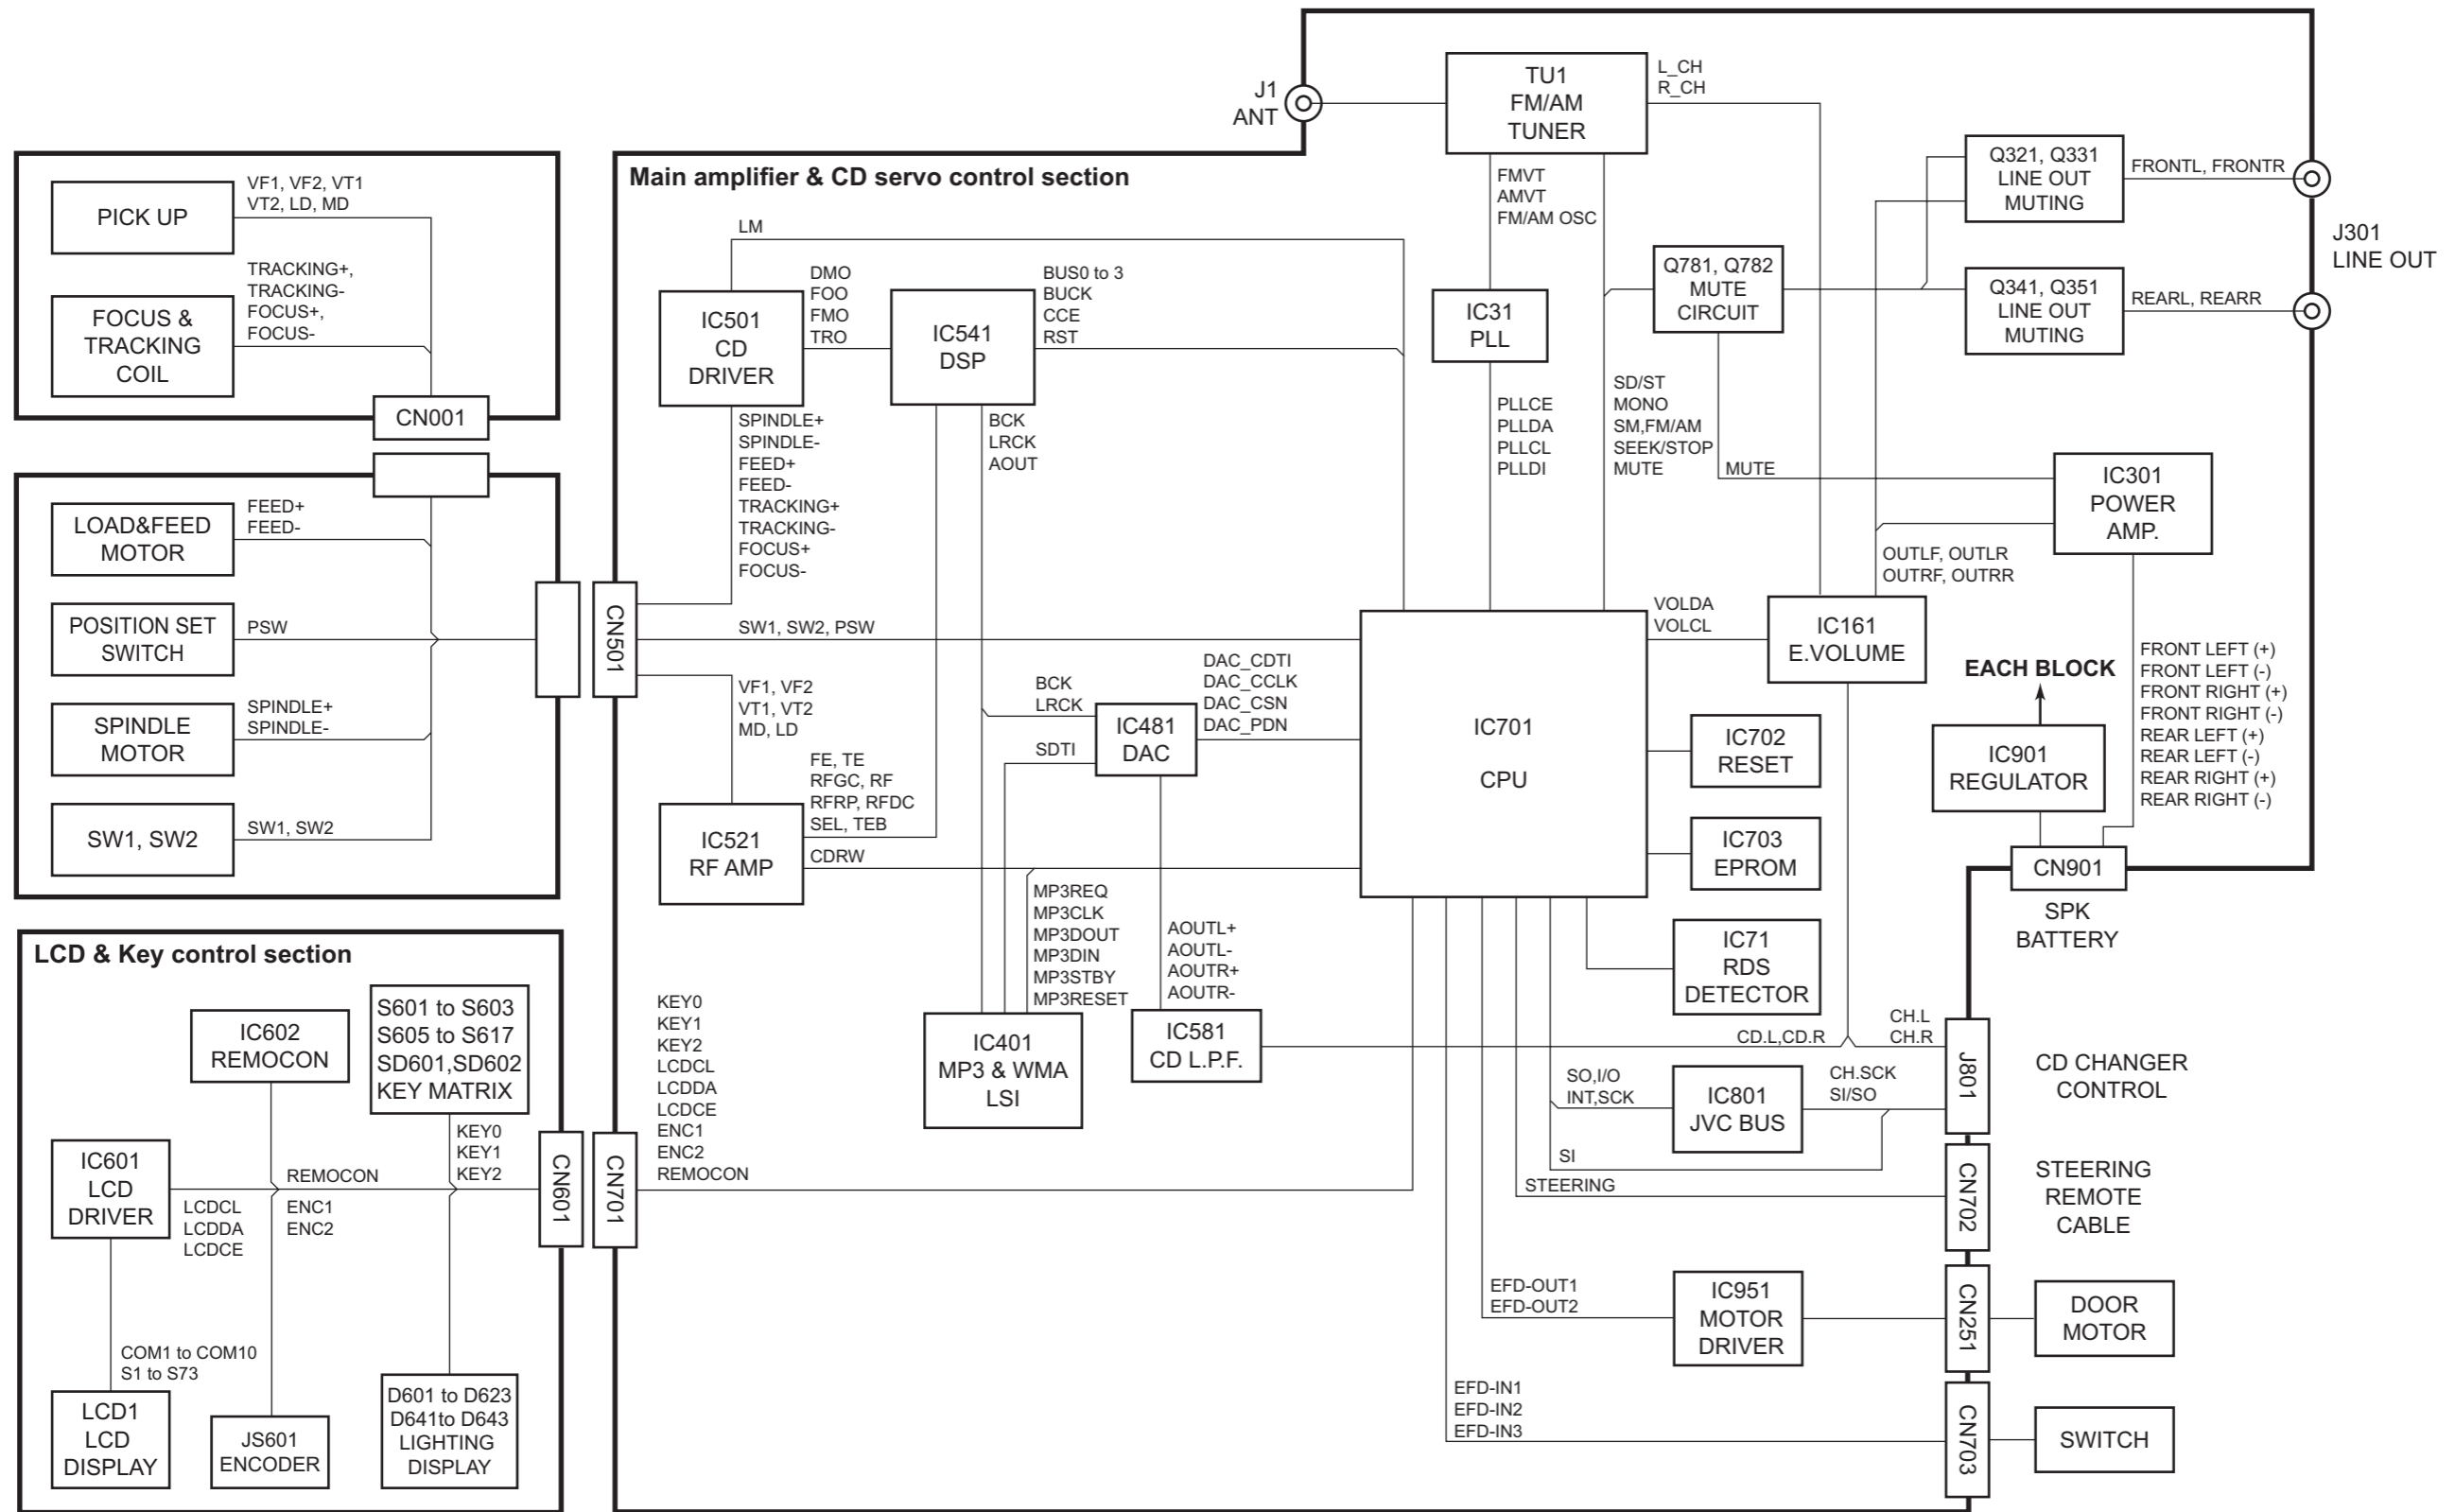 J1
ANT
TU1
FM/AM
TUNER
L_CH
R_CH
Q321, Q331
LINE OUT
MUTING
FRONTL, FRONTR
J301
LINE OUT
Q341, Q351
LINE OUT
MUTING
REARL, REARR
PICK UP
VF1, VF2, VT1
VT2, LD, MD
FOCUS &
TRACKING
COIL
TRACKING+,
TRACKING-
FOCUS+,
FOCUS-
CN001
LOAD&FEED
MOTOR
FEED+
FEED-
POSITION SET
SWITCH
PSW
SPINDLE
MOTOR
SPINDLE+
SPINDLE-
SW1, SW2
SW1, SW2
Main amplifier & CD servo control section
LM
IC501
CD
DRIVER
DMO
FOO
FMO
TRO
IC541
DSP
BUS0 to 3
BUCK
CCE
RST
FMVT
AMVT
FM/AM OSC
IC31
PLL
Q781, Q782
MUTE
CIRCUIT
SPINDLE+
SPINDLE-
FEED+
FEED-
TRACKING+
TRACKING-
FOCUS+
FOCUS-
BCK
LRCK
AOUT
PLLCE
PLLDA
PLLCL
PLLDI
SD/ST
MONO
SM,FM/AM
SEEK/STOP
MUTE
MUTE
IC301
POWER
AMP.
OUTLF, OUTLR
OUTRF, OUTRR
CN501
SW1, SW2, PSW
VF1, VF2
VT1, VT2
MD, LD
IC521
RF AMP
FE, TE
RFGC, RF
RFRP, RFDC
SEL, TEB
CDRW
BCK
LRCK
SDTI
IC481
DAC
DAC_CDTI
DAC_CCLK
DAC_CSN
DAC_PDN
IC701
CPU
VOLDA
VOLCL
IC161
E.VOLUME
IC702
RESET
IC703
EPROM
IC71
RDS
DETECTOR
EACH BLOCK
IC901
REGULATOR
FRONT LEFT (+)
FRONT LEFT (-)
FRONT RIGHT (+)
FRONT RIGHT (-)
REAR LEFT (+)
REAR LEFT (-)
REAR RIGHT (+)
REAR RIGHT (-)
CN901
SPK
BATTERY
MP3REQ
MP3CLK
MP3DOUT
MP3DIN
MP3STBY
MP3RESET
AOUTL+
AOUTL-
AOUTR+
AOUTR-
IC401
MP3 & WMA
LSI
IC581
CD L.P.F.
CD.L,CD.R
CH.L
CH.R
J801
CD CHANGER
CONTROL
SO,I/O
INT,SCK
IC801
JVC BUS
CH.SCK
SI/SO
SI
STEERING
CN702
STEERING
REMOTE
CABLE
EFD-OUT1
EFD-OUT2
IC951
MOTOR
DRIVER
CN251
DOOR
MOTOR
EFD-IN1
EFD-IN2
EFD-IN3
CN703
SWITCH
KEY0
KEY1
KEY2
LCDCL
LCDDA
LCDCE
ENC1
ENC2
REMOCON
CN701
LCD & Key control section
IC602
REMOCON
S601 to S603
S605 to S617
SD601,SD602
KEY MATRIX
KEY0
KEY1
KEY2
IC601
LCD
DRIVER
REMOCON
LCDCL
LCDDA
LCDCE
ENC1
ENC2
CN601
COM1 to COM10
S1 to S73
LCD1
LCD
DISPLAY
JS601
ENCODER
D601 to D623
D641to D643
LIGHTING
DISPLAY